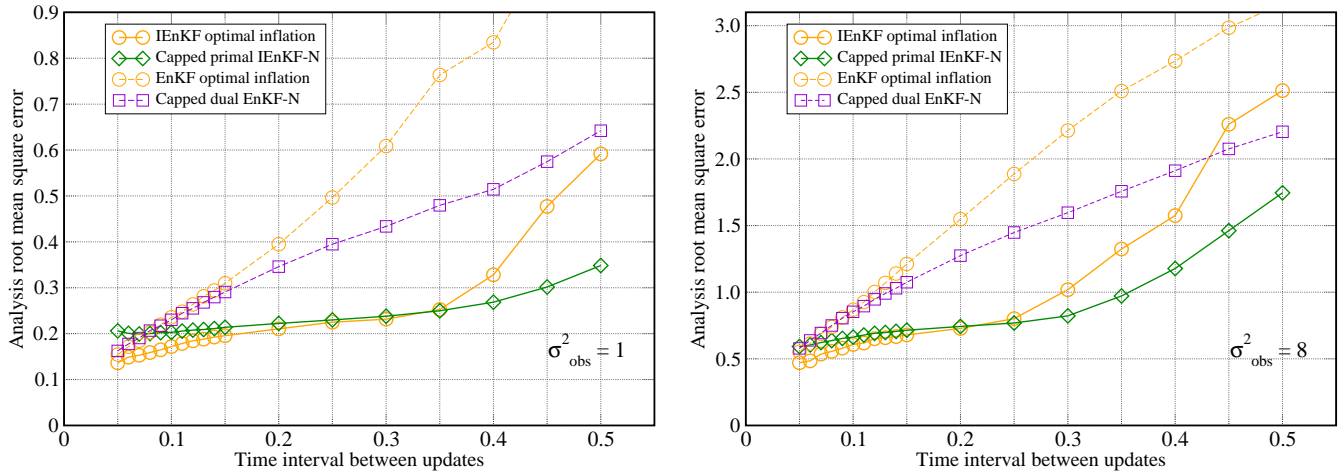 0.9
0.8
0.7
0.6
0.5
0.4
0.3
0.2
0.1
0
0.1
0.2
0.3
0.4
0.5
Analysis root mean square error
Time interval between updates
IEnKF optimal inflation
Capped primal IEnKF-N
EnKF optimal inflation
Capped dual EnKF-N
σ²obs = 1
3.0
2.5
2.0
1.5
1.0
0.5
0
0
0.1
0.2
0.3
0.4
0.5
Analysis root mean square error
Time interval between updates
IEnKF optimal inflation
Capped primal IEnKF-N
EnKF optimal inflation
Capped dual EnKF-N
σ²obs = 8